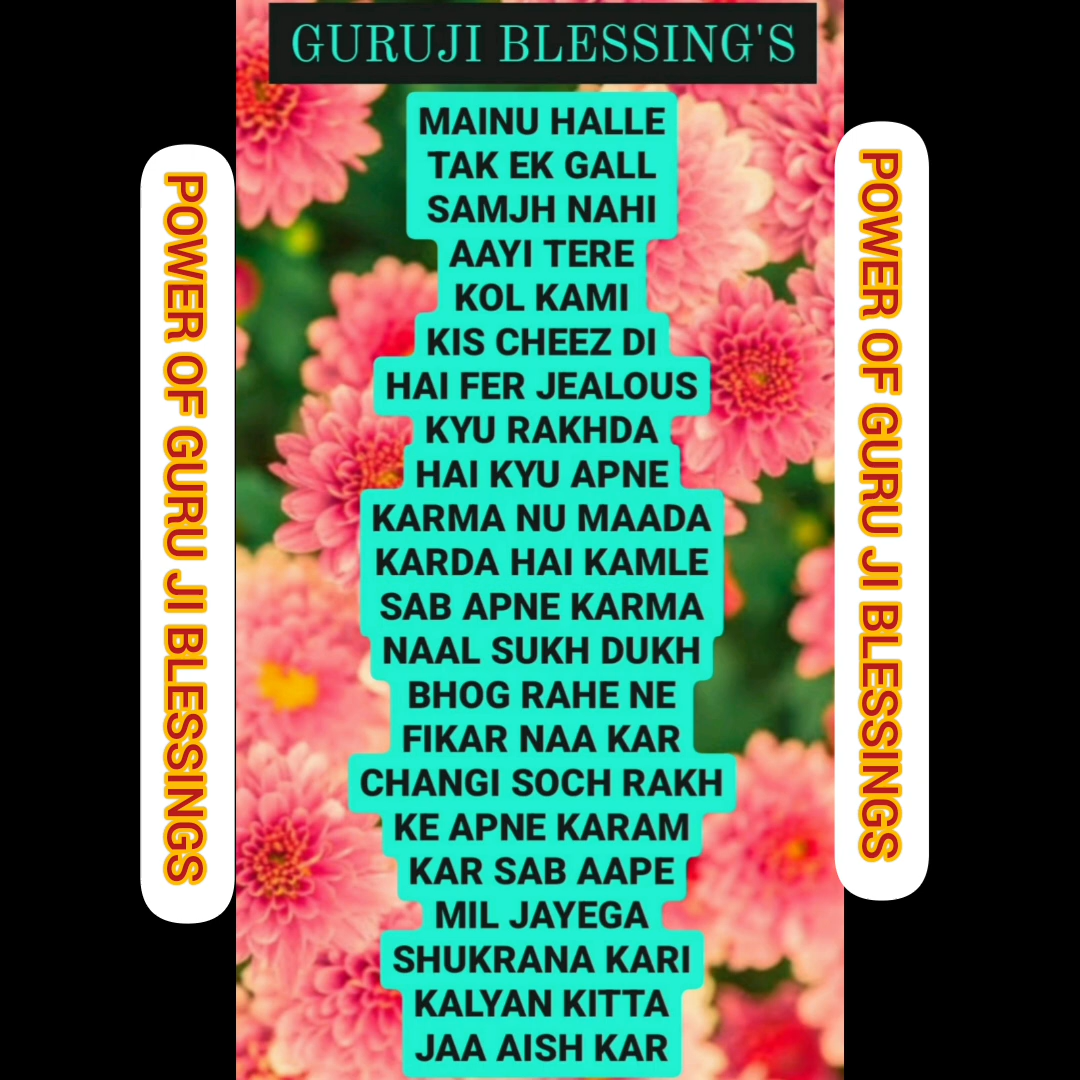 GURUJI BLESSING'S
MAINU HALLE
TAK EK GALL
SAMJH NAHI
AAYI TERE
KOL KAMI
KIS CHEEZ DI
HAI FER JEALOUS
KYU RAKHDA
HAI KYU APNE
KARMA NU MAADA
KARDA HAI KAMLE
SAB APNE KARMA
NAAL SUKH DUKH
BHOG RAHE NE
FIKAR NAA KAR
CHANGI SOCH RAKH
KE APNE KARAM
KAR SAB AAPE
MIL JAYEGA
SHUKRANA KARI
KALYAN KITTA
JAA AISH KAR
POWER OF GURU JI BLESSINGS
POWER OF GURU JI BLESSINGS